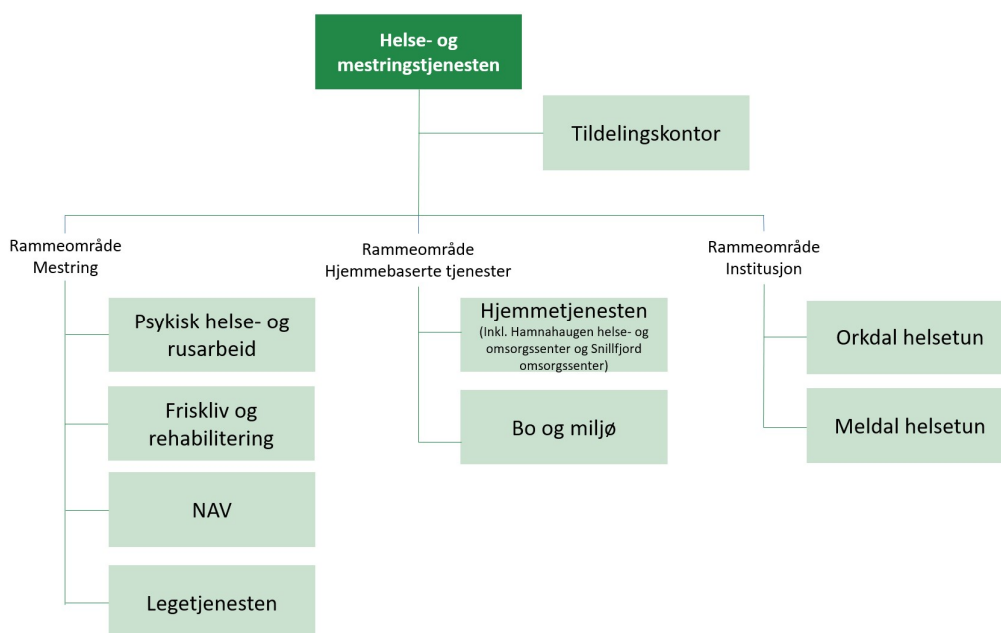 Helse- og
mestringstjenesten
Tildelingskontor
Rammeområde
Mestring
Psykisk helse- og
rusarbeid
Friskliv og
rehabilitering
NAV
Legetjenesten
Rammeområde
Hjemmebaserte tjenester
Hjemmetjenesten
(Inkl. Hamnahaugen helse- og
omsorgssenter og Snillfjord
omsorgssenter)
Bo og miljø
Rammeområde
Institusjon
Orkdal helsetun
Meldal helsetun